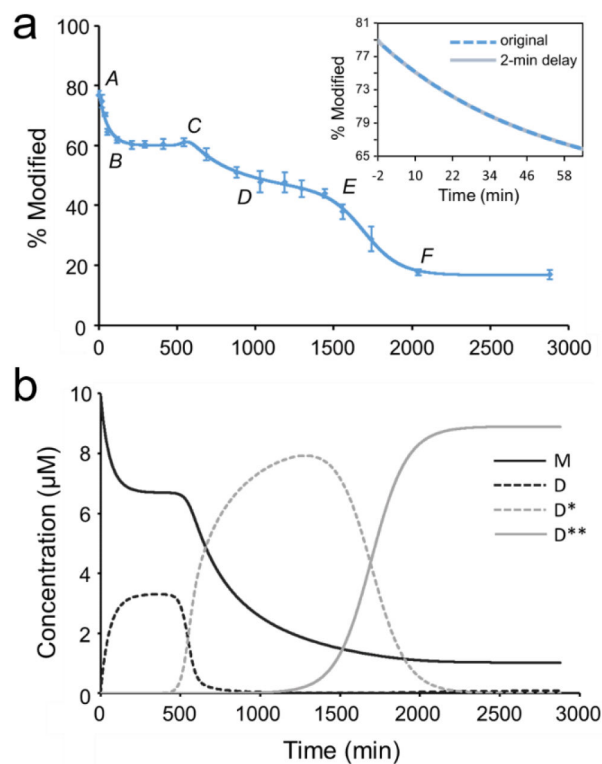 a
100
80
60
40
20
0
% Modified
A
B
C
D
E
F
0 500 1000 1500 2000 2500 3000
81
77
79
71
69
65
% Modified
original
2-min delay
-2 10 22 34 46 58
Time (min)
b
10
8
6
4
2
0
Concentration (µM)
M
D
D*
D**
0 500 1000 1500 2000 2500 3000
Time (min)